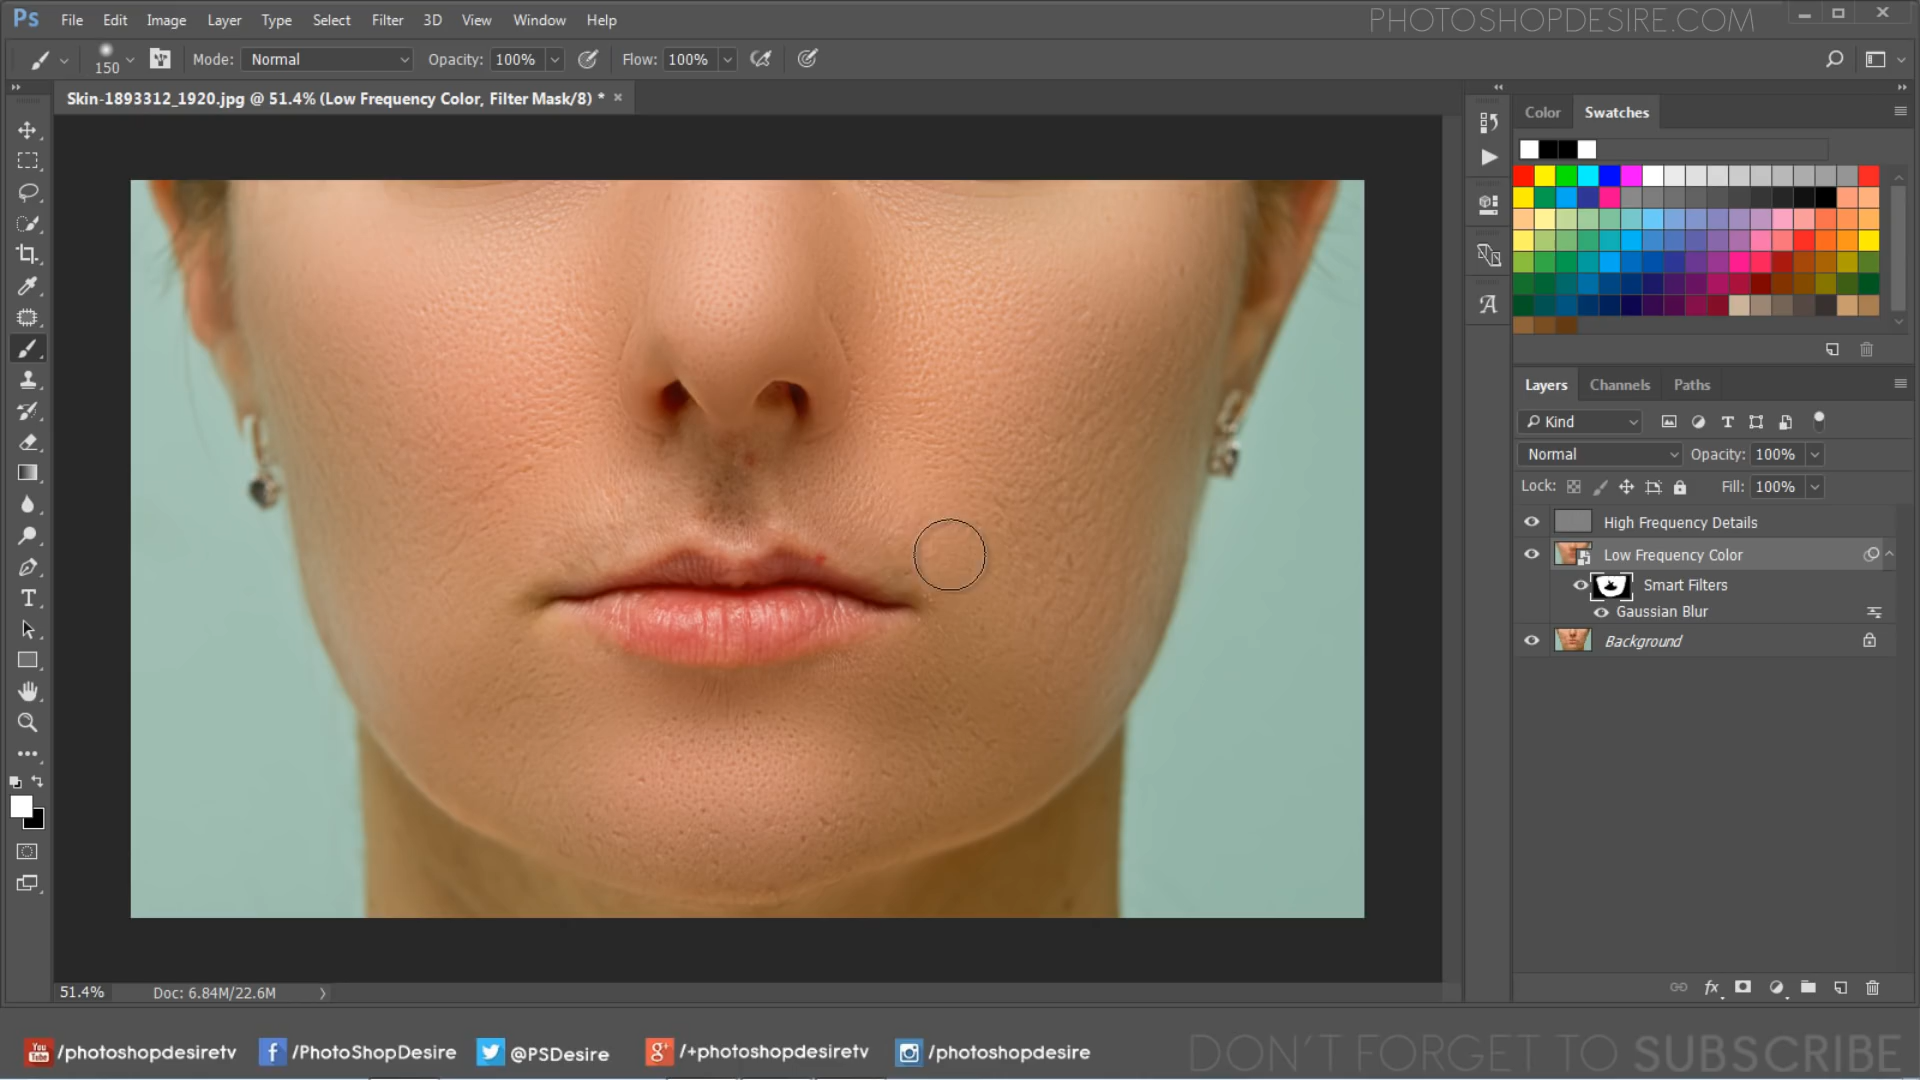 Ps File Edit Image Layer Type Select Filter 3D View Window Help
PHOTOSHOPDESIRE.COM
150 Mode: Normal Opacity: 100% Flow: 100%
Skin-1893312_1920.jpg @ 51.4% (Low Frequency Color, Filter Mask/8) * ×
Color Swatches
Layers Channels Paths
Kind
Normal Opacity: 100%
Lock: Fill: 100%
High Frequency Details
Low Frequency Color
Smart Filters
Gaussian Blur
Background
fx
51.4% Doc: 6.84M/22.6M
You Tube /photoshopdesiretv f /PhotoShopDesire @PSDesire g+ /+photoshopdesiretv /photoshopdesire
DON'T FORGET TO SUBSCRIBE